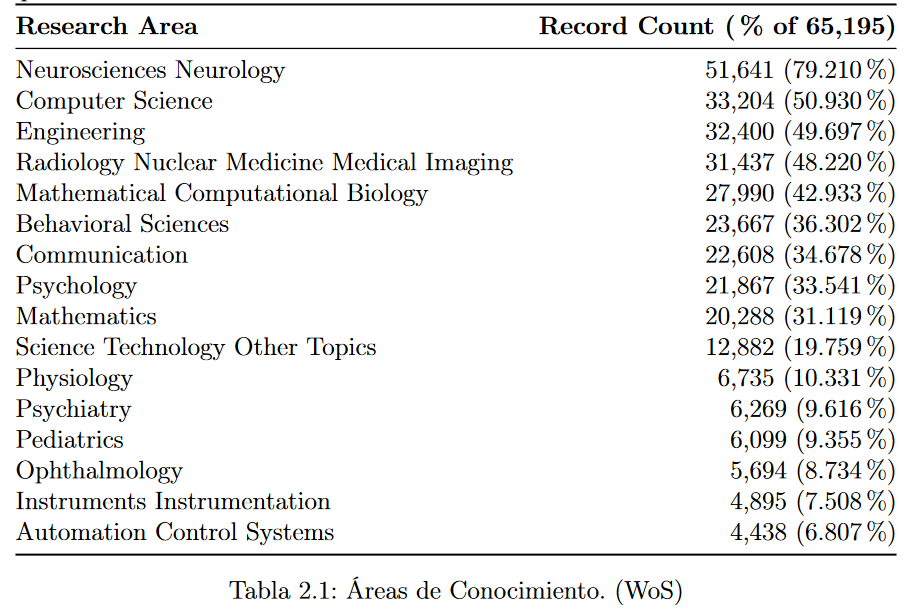 Research Area Record Count (% of 65,195)
Neurosciences Neurology 51,641 (79.210 %)
Computer Science 33,204 (50.930 %)
Engineering 32,400 (49.697 %)
Radiology Nuclear Medicine Medical Imaging 31,437 (48.220 %)
Mathematical Computational Biology 27,990 (42.933 %)
Behavioral Sciences 23,667 (36.302 %)
Communication 22,608 (34.678 %)
Psychology 21,867 (33.541 %)
Mathematics 20,288 (31.119 %)
Science Technology Other Topics 12,882 (19.759 %)
Physiology 6,735 (10.331 %)
Psychiatry 6,269 (9.616 %)
Pediatrics 6,099 (9.355 %)
Ophthalmology 5,694 (8.734 %)
Instruments Instrumentation 4,895 (7.508 %)
Automation Control Systems 4,438 (6.807 %)
Tabla 2.1: Áreas de Conocimiento. (WoS)